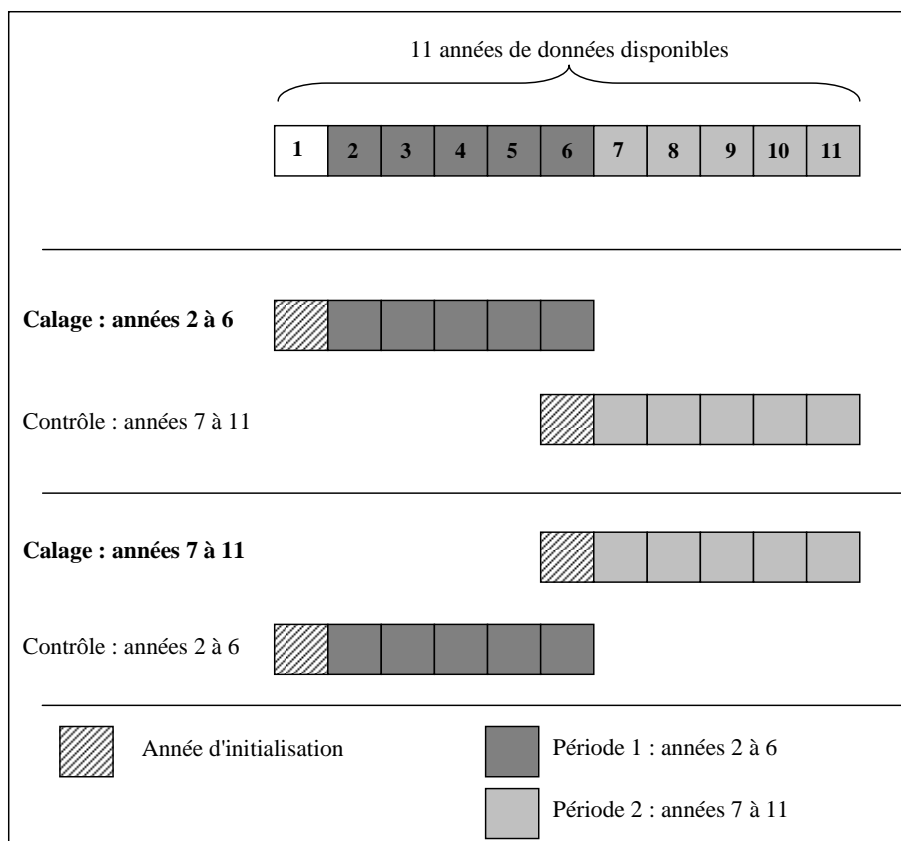 11 années de données disponibles
1 2 3 4 5 6 7 8 9 10 11
Calage : années 2 à 6
Contrôle : années 7 à 11
Calage : années 7 à 11
Contrôle : années 2 à 6
Année d'initialisation
Période 1 : années 2 à 6
Période 2 : années 7 à 11